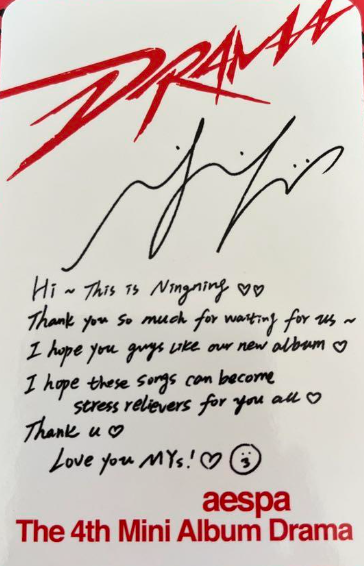 DRAMA
Hi ~ This is Ningning ♡♡
Thank you so much for waiting for us ~
I hope you guys like our new album ♡
I hope these songs can become
stress relievers for you all ♡
Thank u ♡
Love you MYs! ♡
aespa
The 4th Mini Album Drama